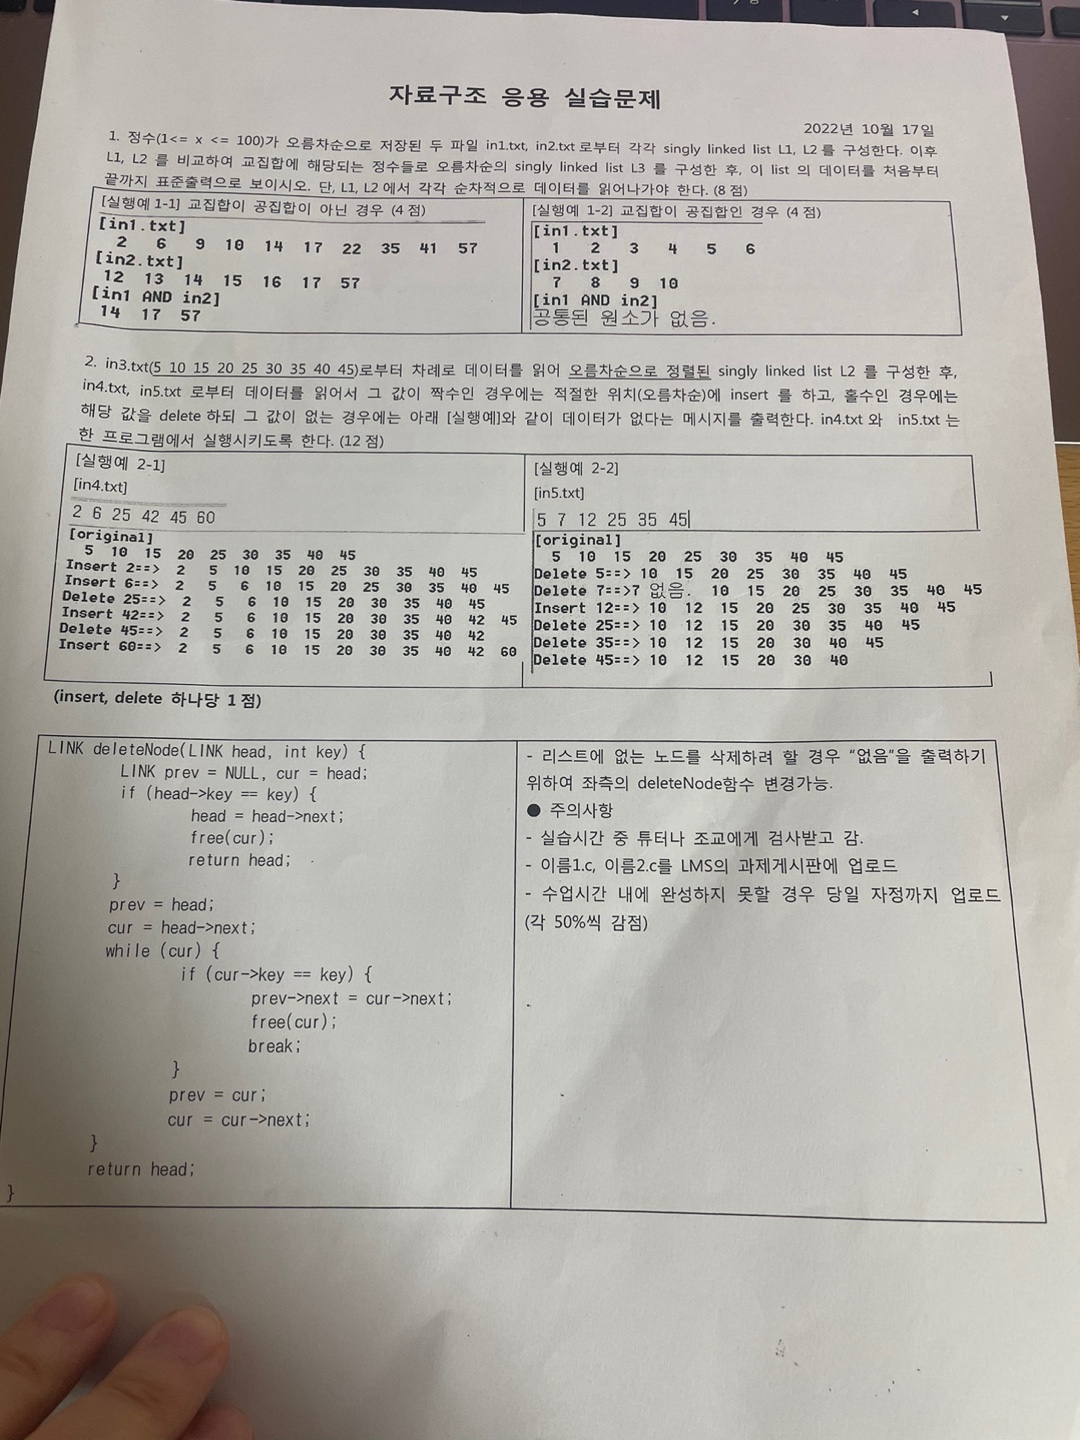 자료구조 응용 실습문제
2022년 10월 17일
1. 정수(1<= x <= 100)가 오름차순으로 저장된 두 파일 in1.txt, in2.txt로부터 각각 singly linked list L1, L2를 구성한다. 이후
L1, L2 를 비교하여 교집합에 해당되는 정수들로 오름차순의 singly linked list L3를 구성한 후, 이 list 의 데이터를 처음부터
끝까지 표준출력으로 보이시오. 단, L1, L2에서 각각 순차적으로 데이터를 읽어나가야 한다. (8 점)
[실행예 1-1] 교집합이 공집합이 아닌 경우 (4 점)
[in1.txt]
2 6 9 10 14 17 22 35 41 57
[in2.txt]
12 13 14 15 16 17 57
[in1 AND in2]
14 17 57
[실행예 1-2] 교집합이 공집합인 경우 (4 점)
[in1.txt]
1 2 3 4 5 6
[in2.txt]
7 8 9 10
[in1 AND in2]
공통된 원소가 없음.
2. in3.txt(5 10 15 20 25 30 35 40 45)로부터 차례로 데이터를 읽어 오름차순으로 정렬된 singly linked list L2 를 구성한 후,
in4.txt, in5.txt 로부터 데이터를 읽어서 그 값이 짝수인 경우에는 적절한 위치(오름차순)에 insert 를 하고, 홀수인 경우에는
해당 값을 delete 하되 그 값이 없는 경우에는 아래 [실행예]와 같이 데이터가 없다는 메시지를 출력한다. in4.txt 와 in5.txt 는
한 프로그램에서 실행시키도록 한다. (12 점)
[실행예 2-1]
[in4.txt]
2 6 25 42 45 60
[original]
5 10 15 20 25 30 35 40 45
Insert 2==> 2 5 10 15 20 25 30 35 40 45
Insert 6==> 2 5 6 10 15 20 25 30 35 40 45
Delete 25==> 2 5 6 10 15 20 30 35 40 45
Insert 42==> 2 5 6 10 15 20 30 35 40 42 45
Delete 45==> 2 5 6 10 15 20 30 35 40 42
Insert 60==> 2 5 6 10 15 20 30 35 40 42 60
[실행예 2-2]
[in5.txt]
5 7 12 25 35 45
[original]
5 10 15 20 25 30 35 40 45
Delete 5==> 10 15 20 25 30 35 40 45
Delete 7==>7 없음. 10 15 20 25 30 35 40 45
Insert 12==> 10 12 15 20 25 30 35 40 45
Delete 25==> 10 12 15 20 30 35 40 45
Delete 35==> 10 12 15 20 30 40 45
Delete 45==> 10 12 15 20 30 40
(insert, delete 하나당 1점)
LINK deleteNode(LINK head, int key) {
LINK prev = NULL, cur = head;
if (head->key == key) {
head = head->next;
free(cur);
return head;
}
prev = head;
cur = head->next;
while (cur) {
if (cur->key == key) {
prev->next = cur->next;
free(cur);
break;
}
prev = cur;
cur = cur->next;
}
return head;
}
- 리스트에 없는 노드를 삭제하려 할 경우 "없음"을 출력하기
위하여 좌측의 deleteNode함수 변경가능.
● 주의사항
- 실습시간 중 튜터나 조교에게 검사받고 감.
- 이름1.c, 이름2.c를 LMS의 과제게시판에 업로드
- 수업시간 내에 완성하지 못할 경우 당일 자정까지 업로드
(각 50%씩 감점)